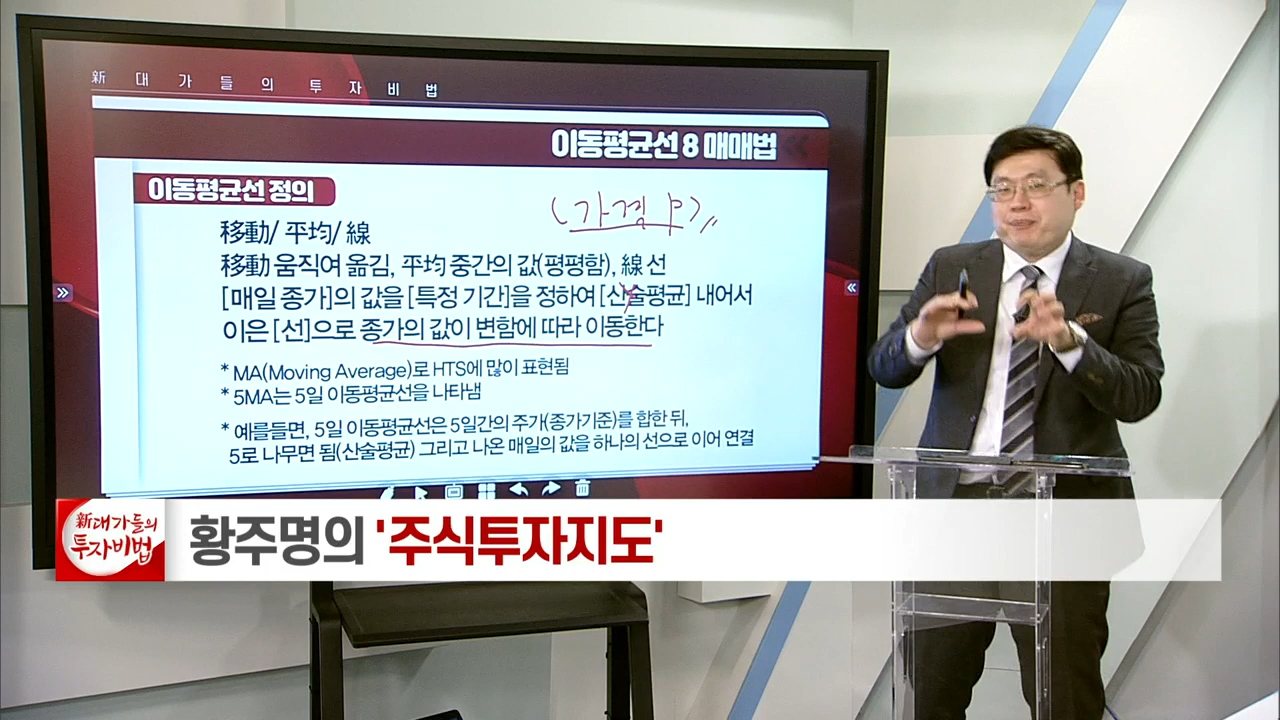 新 대 가 들 의 투 자 비 법
이동평균선 8 매매법
이동평균선 정의
移動/ 平均/ 線
移動 움직여 옮김, 平均 중간의 값(평평함), 線 선
[매일 종가]의 값을 [특정 기간]을 정하여 [산술평균] 내어서
이은 [선]으로 종가의 값이 변함에 따라 이동한다
* MA(Moving Average)로 HTS에 많이 표현됨
* 5MA는 5일 이동평균선을 나타냄
* 예를들면, 5일 이동평균선은 5일간의 주가(종가기준)를 합한 뒤,
5로 나무면 됨(산술평균) 그리고 나온 매일의 값을 하나의 선으로 이어 연결
新대가들의
투자비법
황주명의 '주식투자지도'